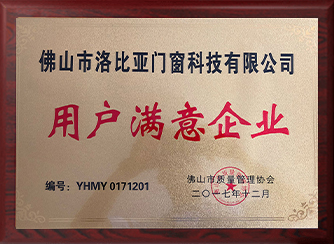 佛山市洛比亚门窗科技有限公司
用户满意企业
编号：YHMY 0171201
佛山市质量管理协会
二〇一七年十二月